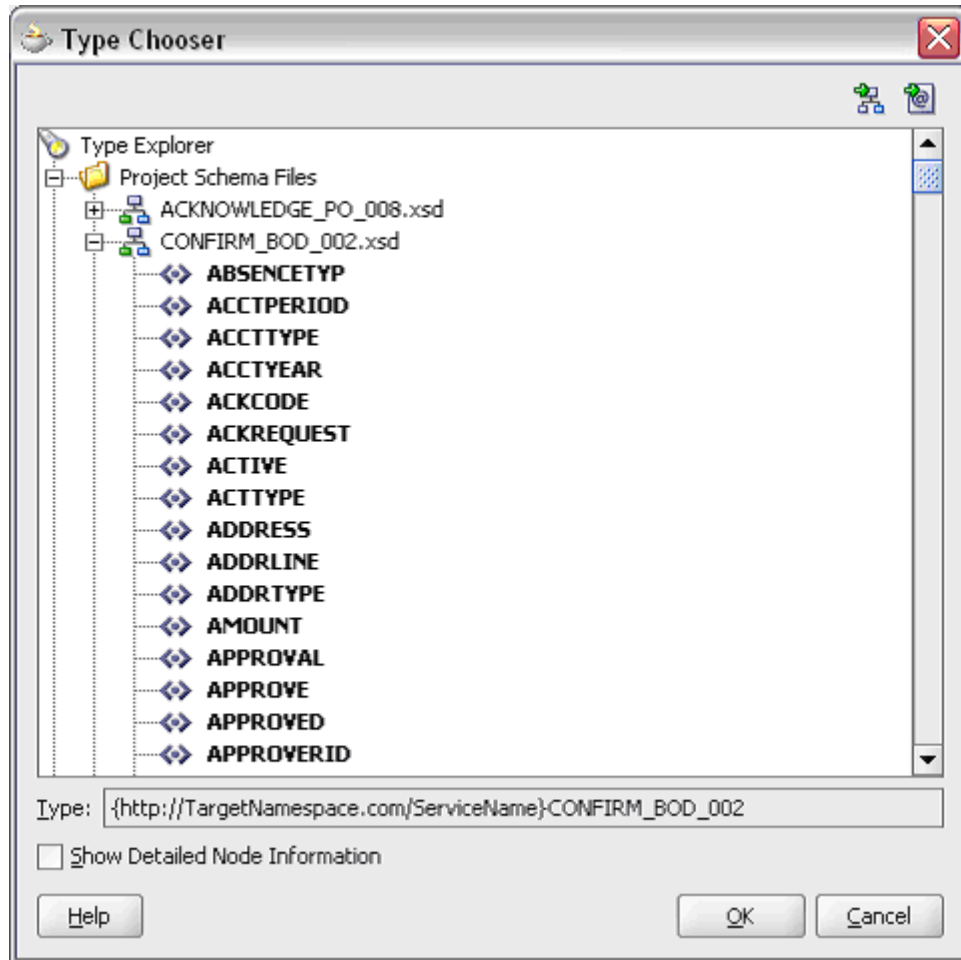 Type Chooser
Type Explorer
Project Schema Files
ACKNOWLEDGE_PO_008.xsd
CONFIRM_BOD_002.xsd
ABSENCETYP
ACCTPERIOD
ACCTTYPE
ACCTYEAR
ACKCODE
ACKREQUEST
ACTIVE
ACTTYPE
ADDRESS
ADDRLINE
ADDRTYPE
AMOUNT
APPROVAL
APPROVE
APPROVED
APPROVERID
Type: {http://TargetNamespace.com/ServiceName}CONFIRM_BOD_002
Show Detailed Node Information
Help OK Cancel